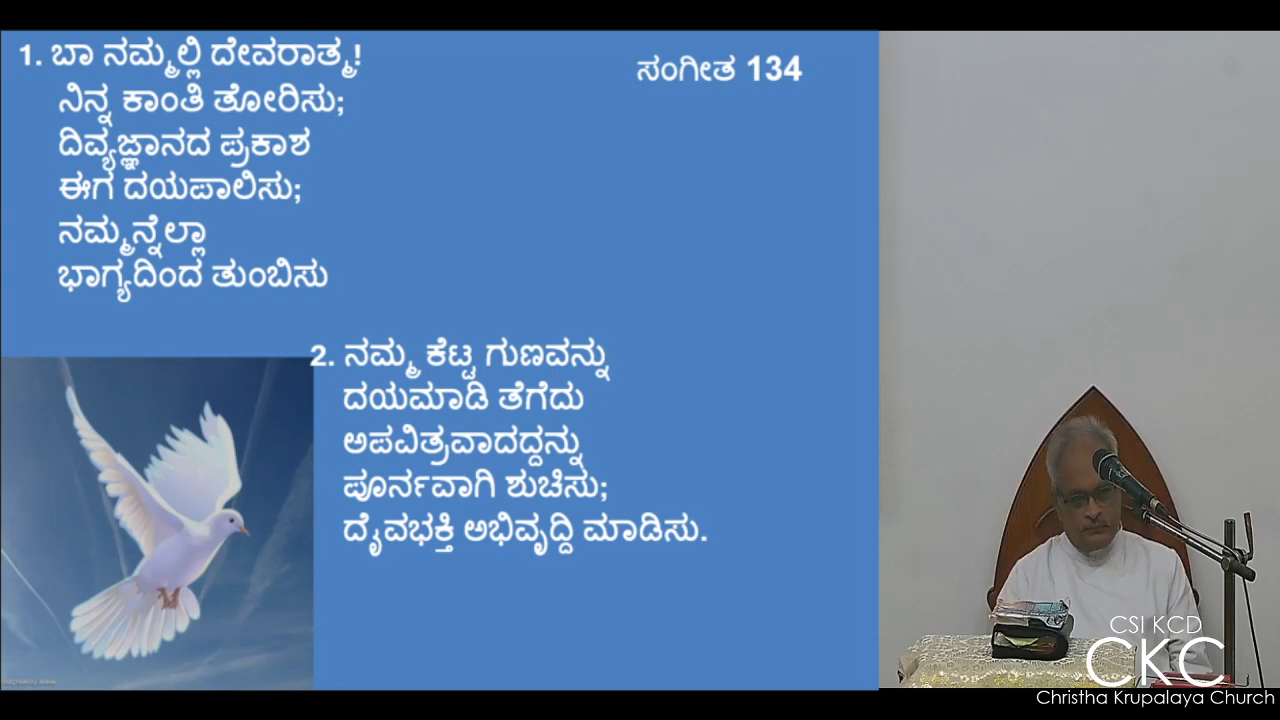 1. ಬಾ ನಮ್ಮಲ್ಲಿ ದೇವರಾತ್ಮ!
ನಿನ್ನ ಕಾಂತಿ ತೋರಿಸು;
ದಿವ್ಯಜ್ಞಾನದ ಪ್ರಕಾಶ
ಈಗ ದಯಪಾಲಿಸು;
ನಮ್ಮನ್ನೆಲ್ಲಾ
ಭಾಗ್ಯದಿಂದ ತುಂಬಿಸು
ಸಂಗೀತ 134
2. ನಮ್ಮ ಕೆಟ್ಟ ಗುಣವನ್ನು
ದಯಮಾಡಿ ತೆಗೆದು
ಅಪವಿತ್ರವಾದದ್ದನ್ನು
ಪೂರ್ನವಾಗಿ ಶುಚಿಸು;
ದೈವಭಕ್ತಿ ಅಭಿವೃದ್ದಿ ಮಾಡಿಸು.
CSI KCD
CKC
Christha Krupalaya Church